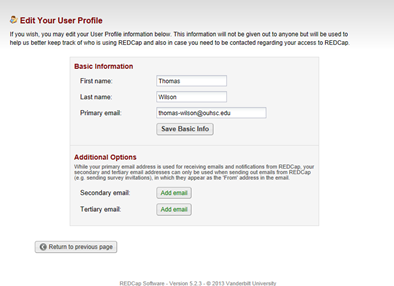 Edit Your User Profile
If you wish, you may edit your User Profile information below. This information will not be given out to anyone but will be used to
help us better keep track of who is using REDCap and also in case you need to be contacted regarding your access to REDCap.
Basic Information
First name: Thomas
Last name: Wilson
Primary email: thomas-wilson@ouhsc.edu
Save Basic Info
Additional Options
While your primary email address is used for receiving emails and notifications from REDCap, your
secondary and tertiary email addresses can only be used when sending out emails from REDCap
(e.g. sending survey invitations), in which they appear as the 'From' address in the email.
Secondary email: Add email
Tertiary email: Add email
Return to previous page
REDCap Software - Version 5.2.3 - © 2013 Vanderbilt University